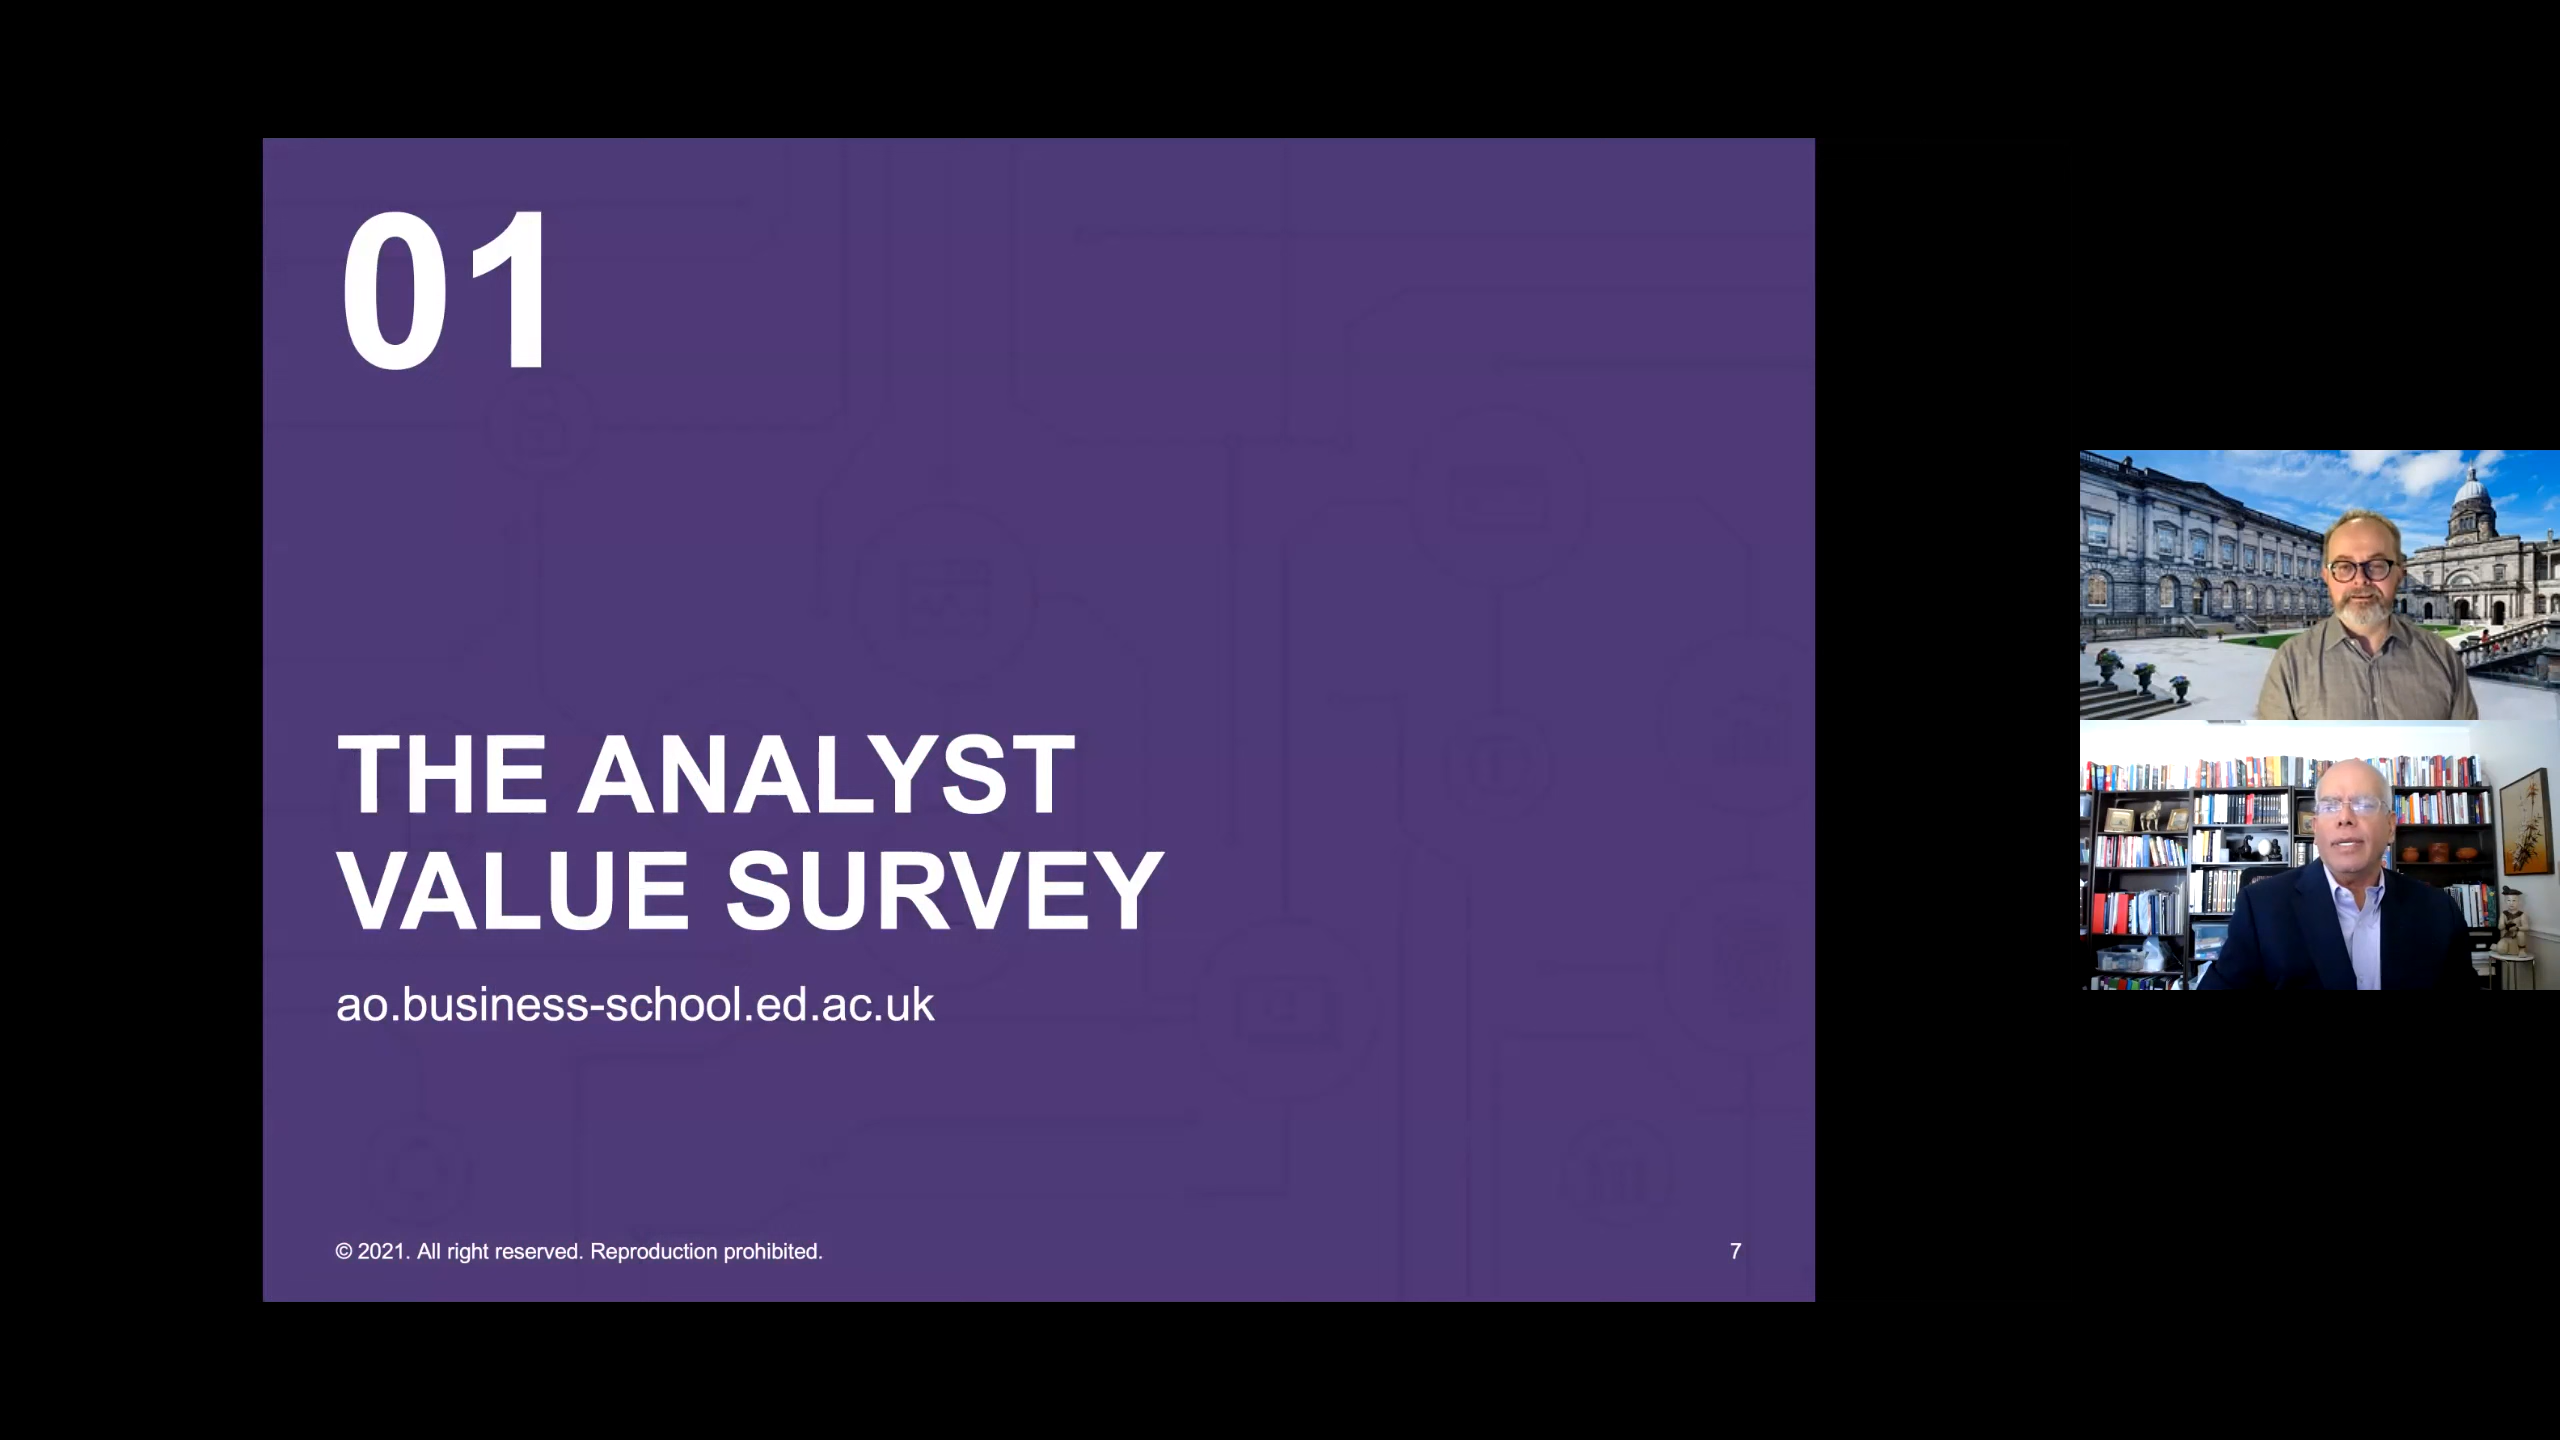 01
THE ANALYST
VALUE SURVEY
ao.business-school.ed.ac.uk
© 2021. All right reserved. Reproduction prohibited.
7